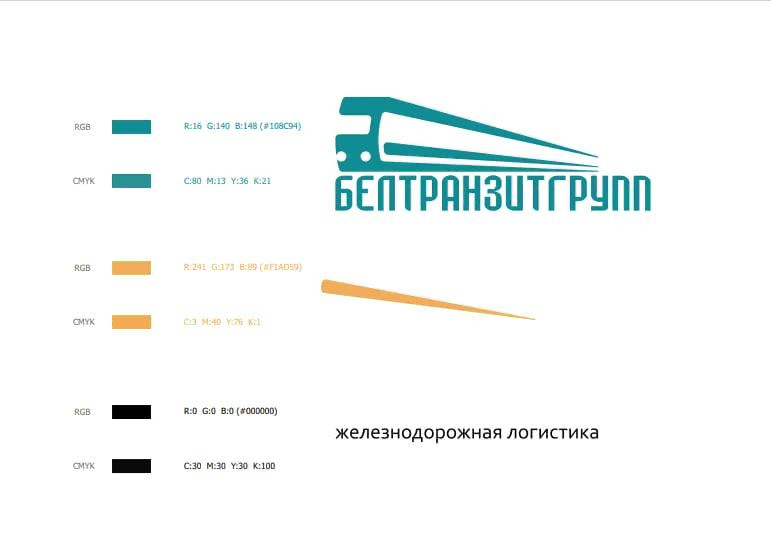 RGB R:16 G:140 B:148 (#108C94)
CMYK C:80 M:13 Y:36 K:21
БЕЛТРАНЗИТГРУПП
RGB R:241 G:173 B:89 (#F1AD59)
CMYK C:3 M:40 Y:76 K:1
RGB R:0 G:0 B:0 (#000000)
железнодорожная логистика
CMYK C:30 M:30 Y:30 K:100